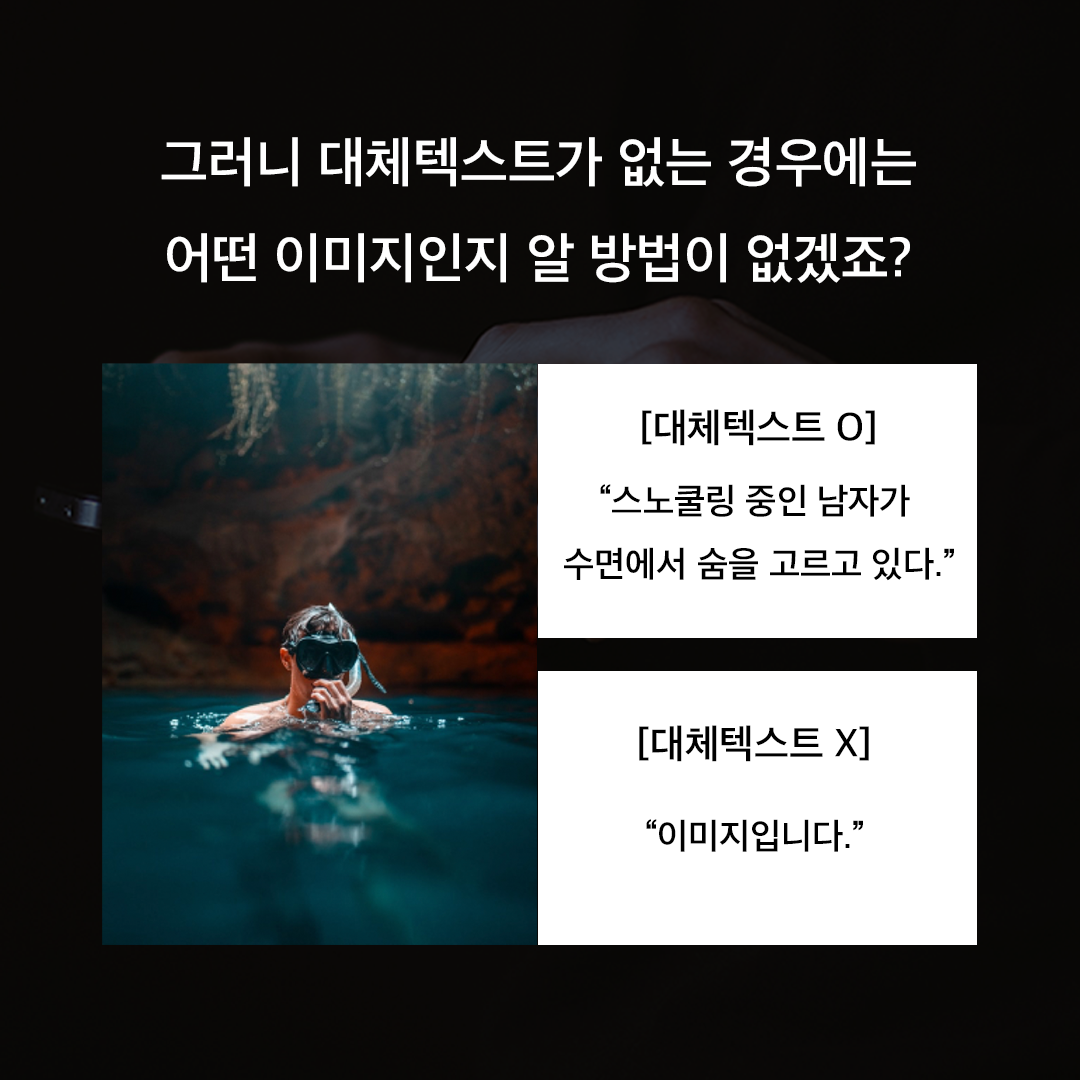 그러니 대체텍스트가 없는 경우에는
어떤 이미지인지 알 방법이 없겠죠?
[대체텍스트 O]
“스노쿨링 중인 남자가
수면에서 숨을 고르고 있다.”
[대체텍스트 X]
“이미지입니다.”